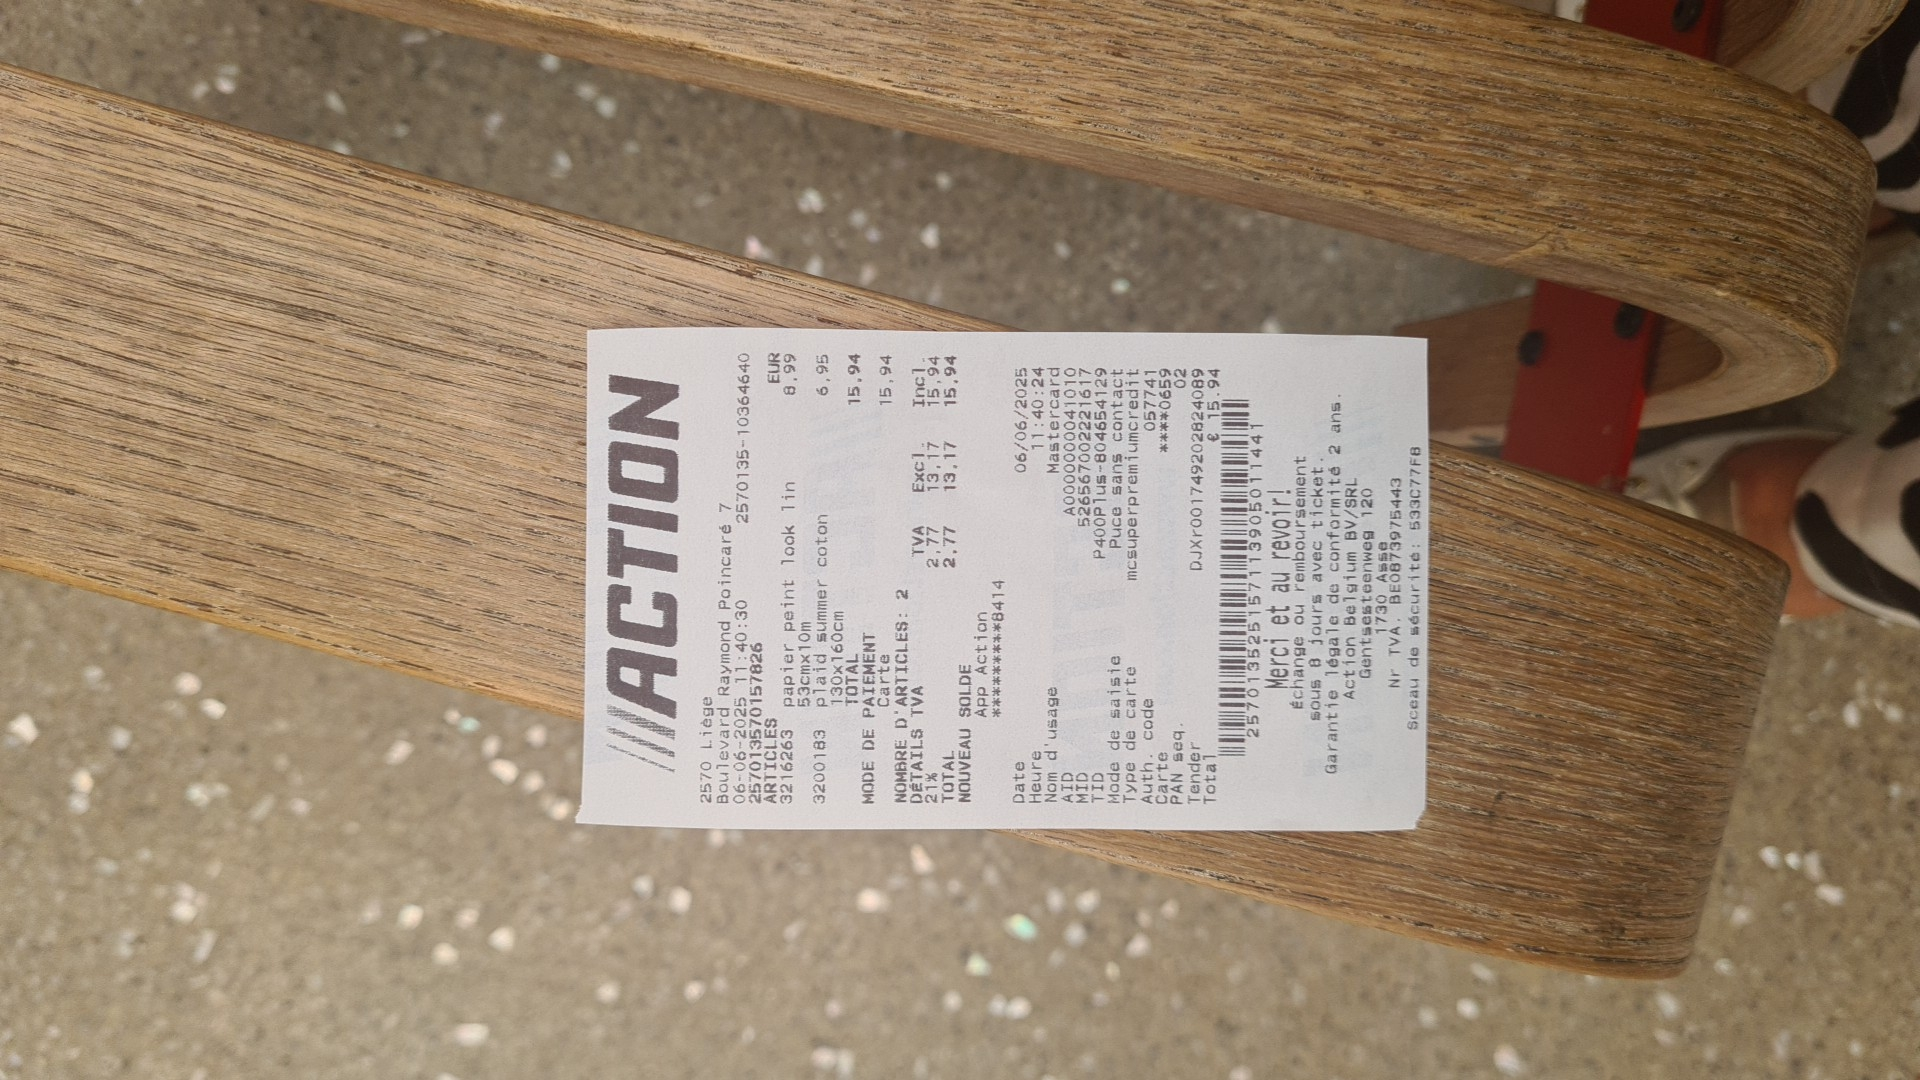 ///ACTION
2570 Liège
Boulevard Raymond Poincaré 7
06-06-2025 11:40:30 2570135-10364640
2570135701578​26
ARTICLES EUR
3216263 papier peint look lin 8,99
53cmx10m
3200183 plaid summer coton 6,95
130x160cm
TOTAL 15,94
MODE DE PAIEMENT
Carte 15,94
NOMBRE D'ARTICLES: 2
DÉTAILS TVA TVA Excl. Incl.
21% 2,77 13,17 15,94
TOTAL 2,77 13,17 15,94
NOUVEAU SOLDE
App Action
*********8414
Date 06/06/2025
Heure 11:40:24
Nom d'usage Mastercard
AID A0000000041010
MID 526567002221617
TID P400Plus-804654129
Mode de saisie Puce sans contact
Type de carte mcsuperpremiumcredit
Auth. code 057741
Carte ****0659
PAN seq. 02
Tender DJXr001749202824089
Total € 15.94
2570135251571139050114​41
Merci et au revoir!
Échange ou remboursement
sous 8 jours avec ticket.
Garantie légale de conformité 2 ans.
Action Belgium BV/SRL
Gentsesteenweg 120
1730 Asse
Nr TVA. BE0873975443
Sceau de sécurité: 533C77F8